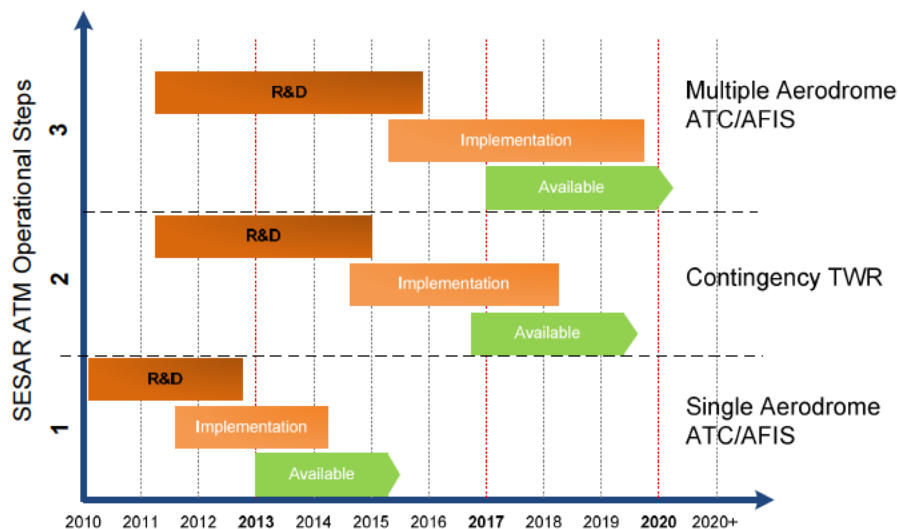 SESAR ATM Operational Steps
3
R&D
Implementation
Available
Multiple Aerodrome
ATC/AFIS
2
R&D
Implementation
Available
Contingency TWR
1
R&D
Implementation
Available
Single Aerodrome
ATC/AFIS
2010 2011 2012 2013 2014 2015 2016 2017 2018 2019 2020 2020+